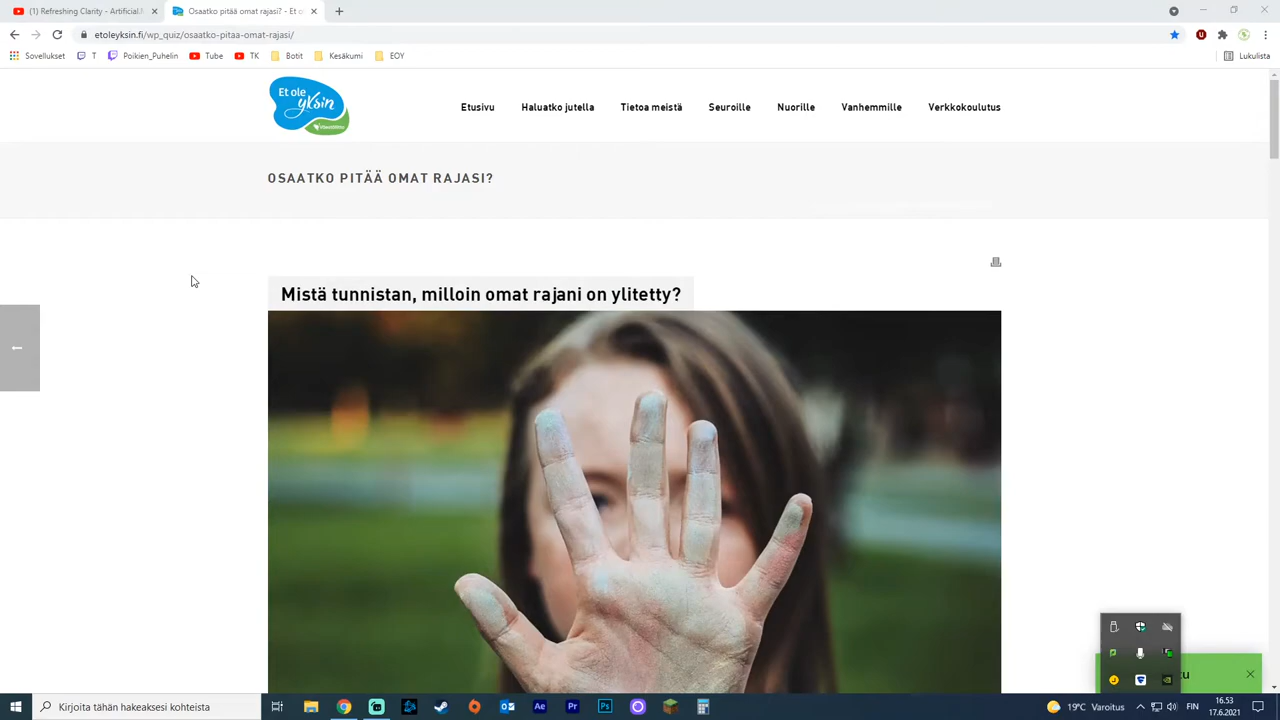 (1) Refreshing Clarity - Artificial.M
Osaatko pitää omat rajasi? - Et o
etoleyksin.fi/wp_quiz/osaatko-pitaa-omat-rajasi/
Sovellukset T Poikien_Puhelin Tube TK Botit Kesäkumi EOY Lukulista
Et ole yksin
Etusivu Haluatko jutella Tietoa meistä Seuroille Nuorille Vanhemmille Verkkokoulutus
OSAATKO PITÄÄ OMAT RAJASI?
Mistä tunnistan, milloin omat rajani on ylitetty?
Kirjoita tähän hakeaksesi kohteista
19°C Varoitus FIN
16.53
17.6.2021